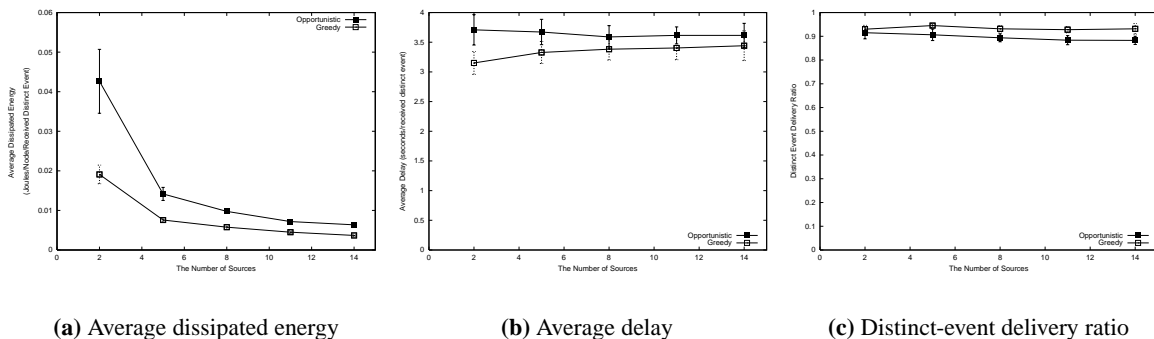 0.06
0.05
0.04
0.03
0.02
0.01
0
0 2 4 6 8 10 12 14
Average Dissipated Energy
(Joules/Node/Received Distinct Event)
The Number of Sources
Opportunistic
Greedy
4
3.5
3
2.5
2
1.5
1
0.5
0
0 2 4 6 8 10 12 14
Average Delay (seconds/received distinct event)
The Number of Sources
Opportunistic
Greedy
1
0.9
0.8
0.7
0.6
0.5
0.4
0.3
0.2
0.1
0
0 2 4 6 8 10 12 14
Distinct Event Delivery Ratio
The Number of Sources
Opportunistic
Greedy
(a) Average dissipated energy
(b) Average delay
(c) Distinct-event delivery ratio